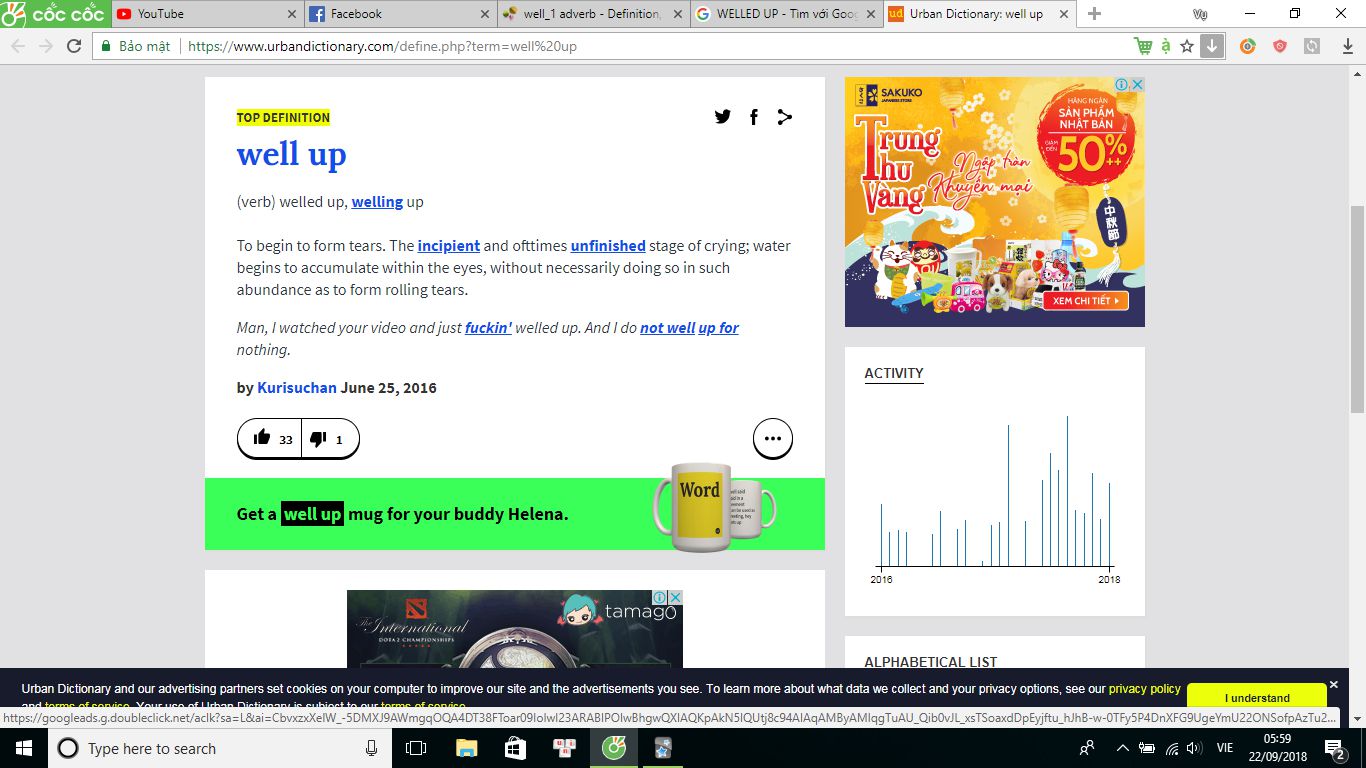 cốc cốc
YouTube
Facebook
well_1 adverb - Definition,
WELLED UP - Tìm với Goo
Urban Dictionary: well up
Vy
Bảo mật
https://www.urbandictionary.com/define.php?term=well%20up
TOP DEFINITION
well up
(verb) welled up, welling up
To begin to form tears. The incipient and ofttimes unfinished stage of crying; water
begins to accumulate within the eyes, without necessarily doing so in such
abundance as to form rolling tears.
Man, I watched your video and just fuckin' welled up. And I do not well up for
nothing.
by Kurisuchan June 25, 2016
33
1
Get a well up mug for your buddy Helena.
Word
SAKUKO
JAPANESE STORE
HÀNG NGÀN
SẢN PHẨM
NHẬT BẢN
GIẢM ĐẾN
50%
++
Trung
Thu
Vàng
Ngập tràn
Khuyến mại
中秋節
XEM CHI TIẾT
ACTIVITY
2016
2018
The International
DOTA 2 CHAMPIONSHIPS
tamago
ALPHABETICAL LIST
Urban Dictionary and our advertising partners set cookies on your computer to improve our site and the advertisements you see. To learn more about what data we collect and your privacy options, see our privacy policy
and terms of service. Your use of Urban Dictionary is subject to our terms of service.
I understand
Type here to search
VIE
05:59
22/09/2018
2